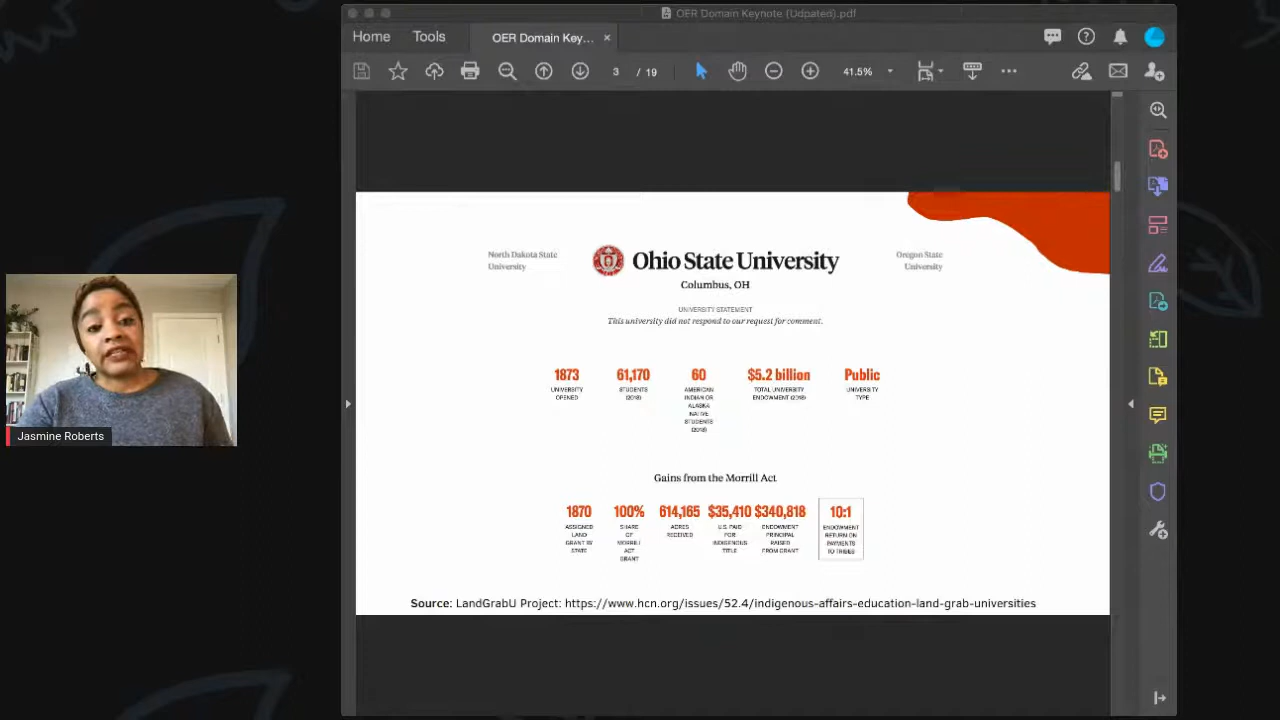 OER Domain Keynote (Udpated).pdf
Home
Tools
OER Domain Key...
3 / 19
41.5%
North Dakota State
University
Ohio State University
Columbus, OH
Oregon State
University
UNIVERSITY STATEMENT
This university did not respond to our request for comment.
1873
UNIVERSITY
OPENED
61,170
STUDENTS
(2018)
60
AMERICAN
INDIAN OR
ALASKA
NATIVE
STUDENTS
(2018)
$5.2 billion
TOTAL UNIVERSITY
ENDOWMENT (2018)
Public
UNIVERSITY
TYPE
Gains from the Morrill Act
1870
ASSIGNED
LAND
GRANT BY
STATE
100%
SHARE
OF
MORRILL
ACT
GRANT
614,165
ACRES
RECEIVED
$35,410
U.S. PAID
FOR
INDIGENOUS
TITLE
$340,818
ENDOWMENT
PRINCIPAL
RAISED
FROM GRANT
10:1
ENDOWMENT
RETURN ON
PAYMENTS
TO TRIBES
Source: LandGrabU Project: https://www.hcn.org/issues/52.4/indigenous-affairs-education-land-grab-universities
Jasmine Roberts